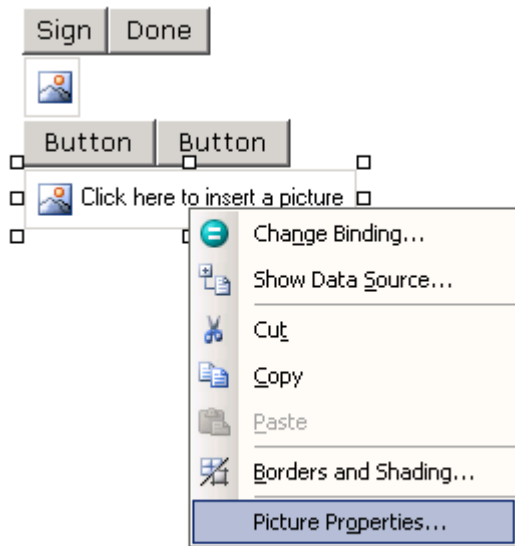 Sign Done
Button Button
Click here to insert a picture
Change Binding...
Show Data Source...
Cut
Copy
Paste
Borders and Shading...
Picture Properties...